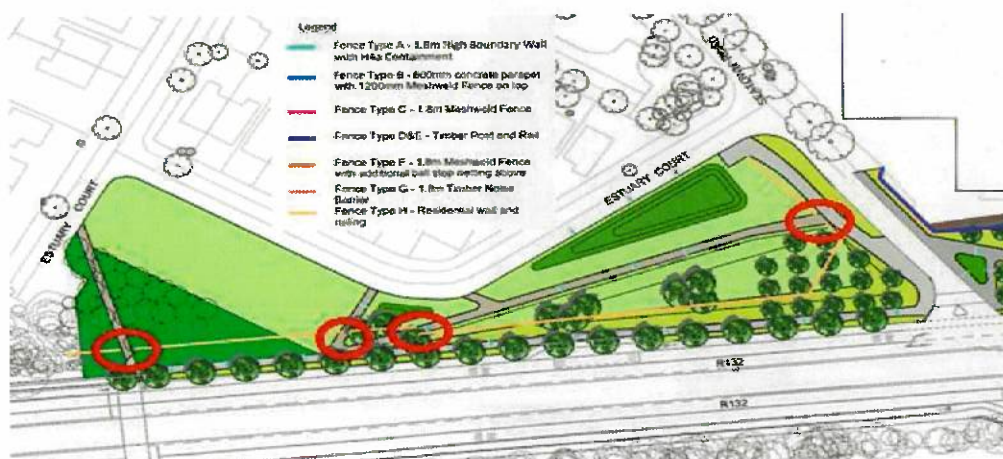 Legend
Fence Type A - 1.8m High Boundary Wall
with H4a Containment
Fence Type B - 600mm concrete parapet
with 1200mm Meshweld Fence on top
Fence Type C - 1.8m Meshweld Fence
Fence Type D&E - Timber Post and Rail
Fence Type F - 1.8m Meshweld Fence
with additional ball stop netting above
Fence Type G - 1.8m Timber Noise
Barrier
Fence Type H - Residential wall and
railing
ESTUARY COURT
ESTUARY COURT
R132
R132